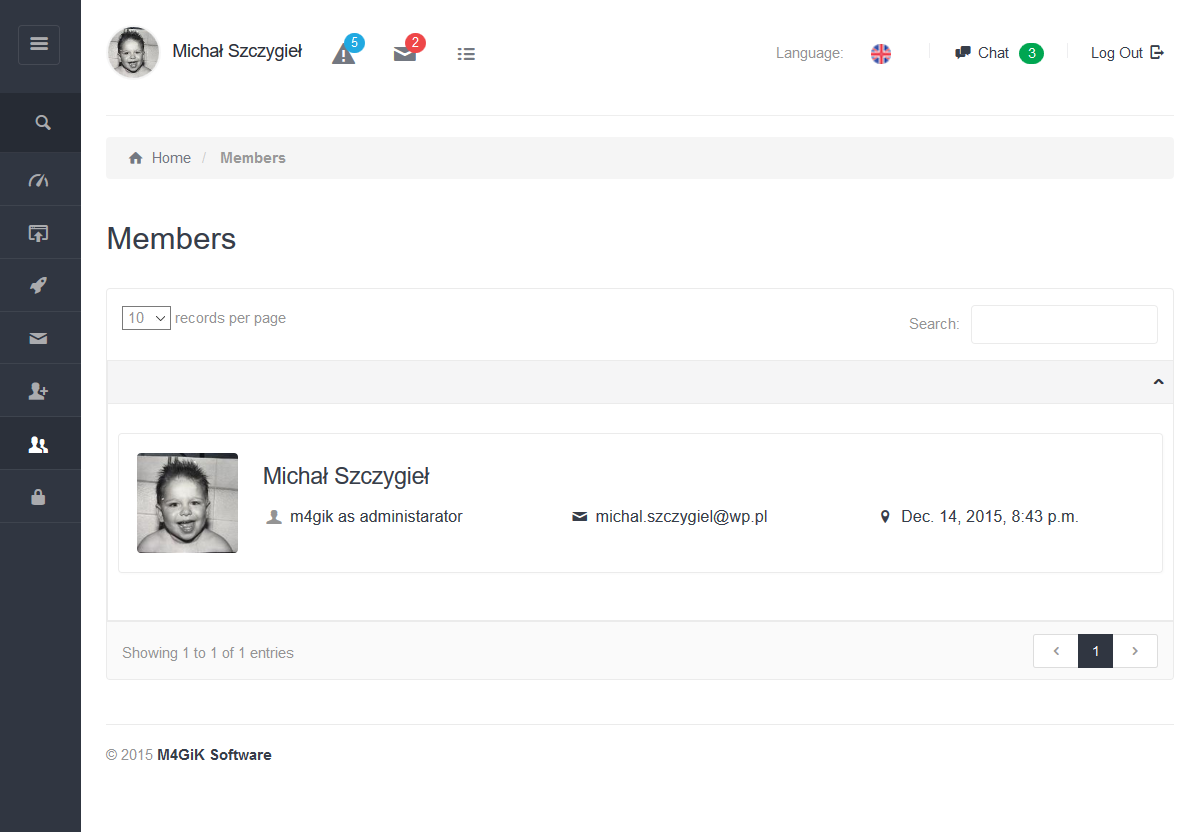 Michał Szczygieł
5
2
Language:
Chat 3
Log Out
Home / Members
Members
10 records per page
Search:
Michał Szczygieł
m4gik as administarator
michal.szczygiel@wp.pl
Dec. 14, 2015, 8:43 p.m.
Showing 1 to 1 of 1 entries
1
© 2015 M4GiK Software